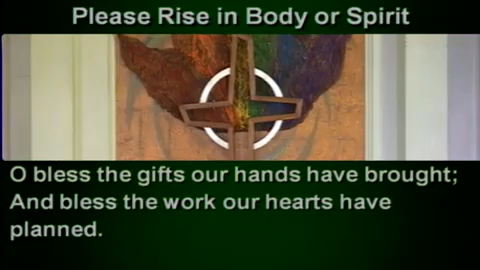 Please Rise in Body or Spirit
O bless the gifts our hands have brought;
And bless the work our hearts have
planned.